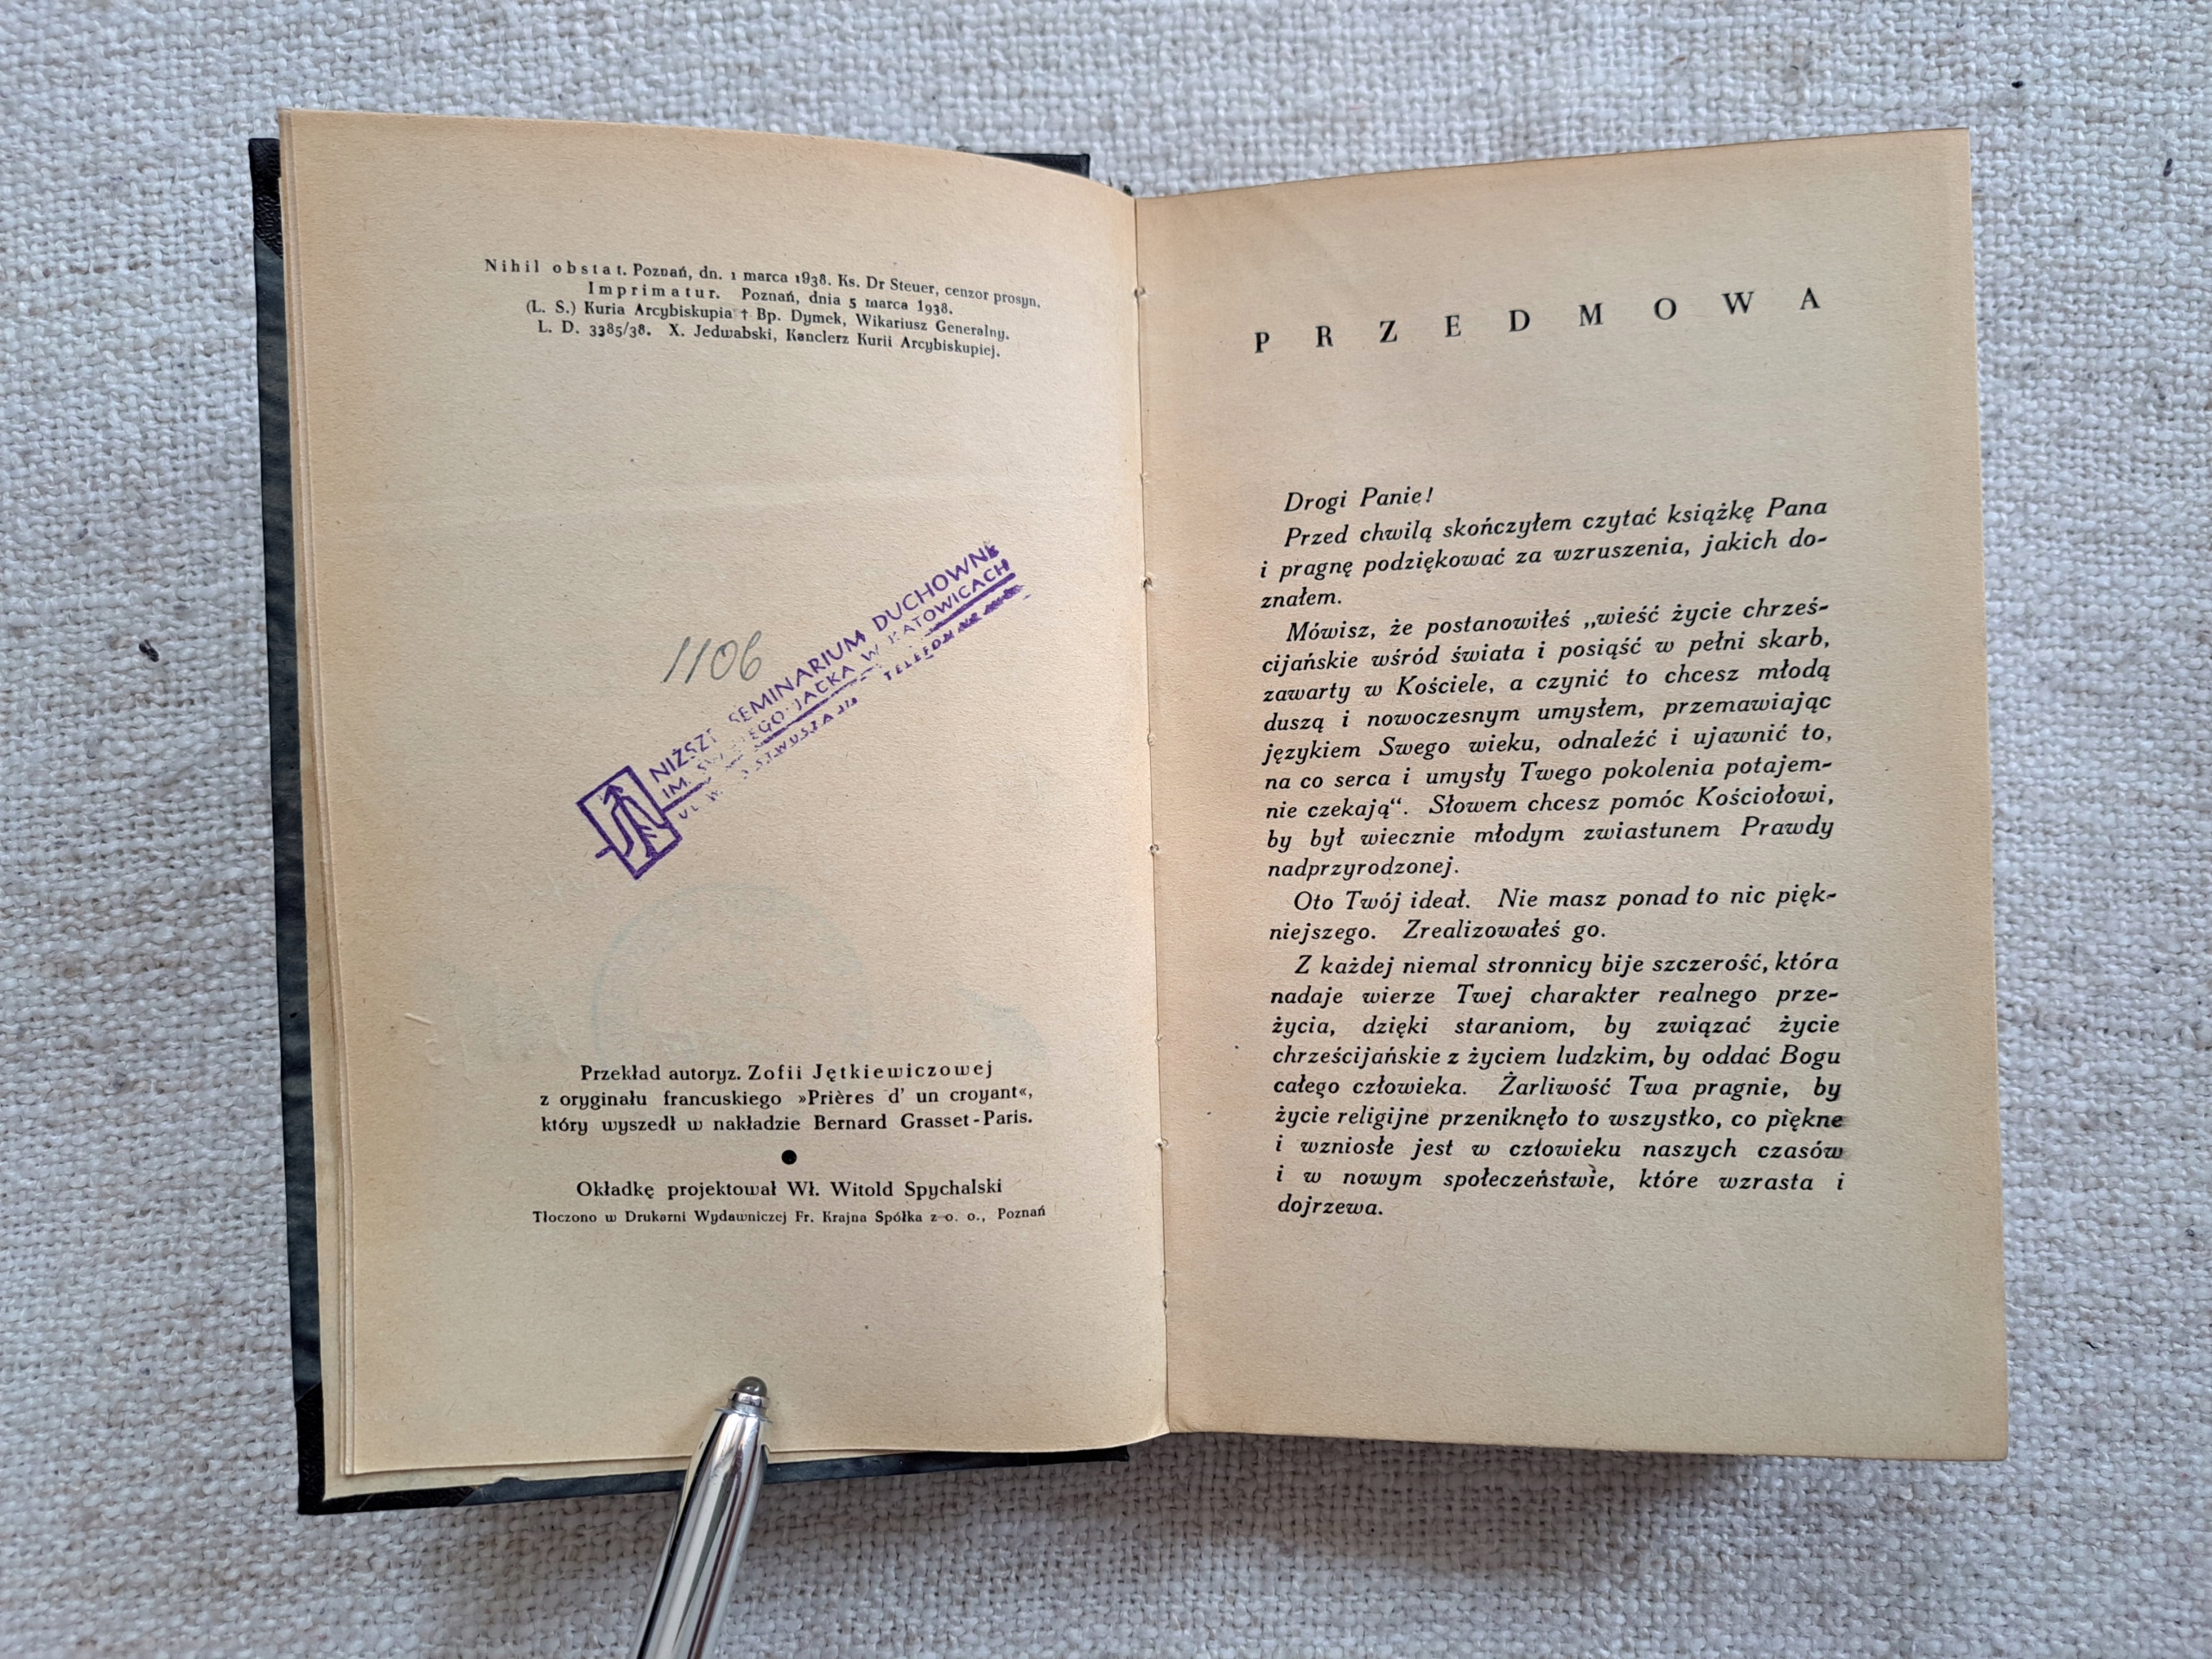 Nihil obstat. Poznań, dn. 1 marca 1938. Ks. Dr Steuer, cenzor prosyn.
Imprimatur. Poznań, dnia 5 marca 1938.
(L. S.) Kuria Arcybiskupia † Bp. Dymek, Wikariusz Generalny.
L. D. 3385/38. X. Jedwabski, Kanclerz Kurii Arcybiskupiej.
1106
SEMINARIUM DUCHOWNE
IM. JACKA W KATOWICACH
UL. W
TELEFON
Przekład autoryz. Zofii Jętkiewiczowej
z oryginału francuskiego »Prières d' un croyant«,
który wyszedł w nakładzie Bernard Grasset-Paris.
●
Okładkę projektował Wł. Witold Spychalski
Tłoczono w Drukarni Wydawniczej Fr. Krajna Spółka z o. o., Poznań
PRZEDMOWA
Drogi Panie!
Przed chwilą skończyłem czytać książkę Pana
i pragnę podziękować za wzruszenia, jakich do-
znałem.
Mówisz, że postanowiłeś „wieść życie chrześ-
cijańskie wśród świata i posiąść w pełni skarb,
zawarty w Kościele, a czynić to chcesz młodą
duszą i nowoczesnym umysłem, przemawiając
językiem Swego wieku, odnaleźć i ujawnić to,
na co serca i umysły Twego pokolenia potajem-
nie czekają“. Słowem chcesz pomóc Kościołowi,
by był wiecznie młodym zwiastunem Prawdy
nadprzyrodzonej.
Oto Twój ideał. Nie masz ponad to nic pięk-
niejszego. Zrealizowałeś go.
Z każdej niemal stronnicy bije szczerość, która
nadaje wierze Twej charakter realnego prze-
życia, dzięki staraniom, by związać życie
chrześcijańskie z życiem ludzkim, by oddać Bogu
całego człowieka. Żarliwość Twa pragnie, by
życie religijne przeniknęło to wszystko, co piękne
i wzniosłe jest w człowieku naszych czasów
i w nowym społeczeństwie, które wzrasta i
dojrzewa.